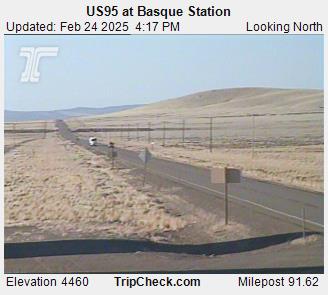 US95 at Basque Station
Updated: Feb 24 2025 4:17 PM Looking North
Elevation 4460 TripCheck.com Milepost 91.62